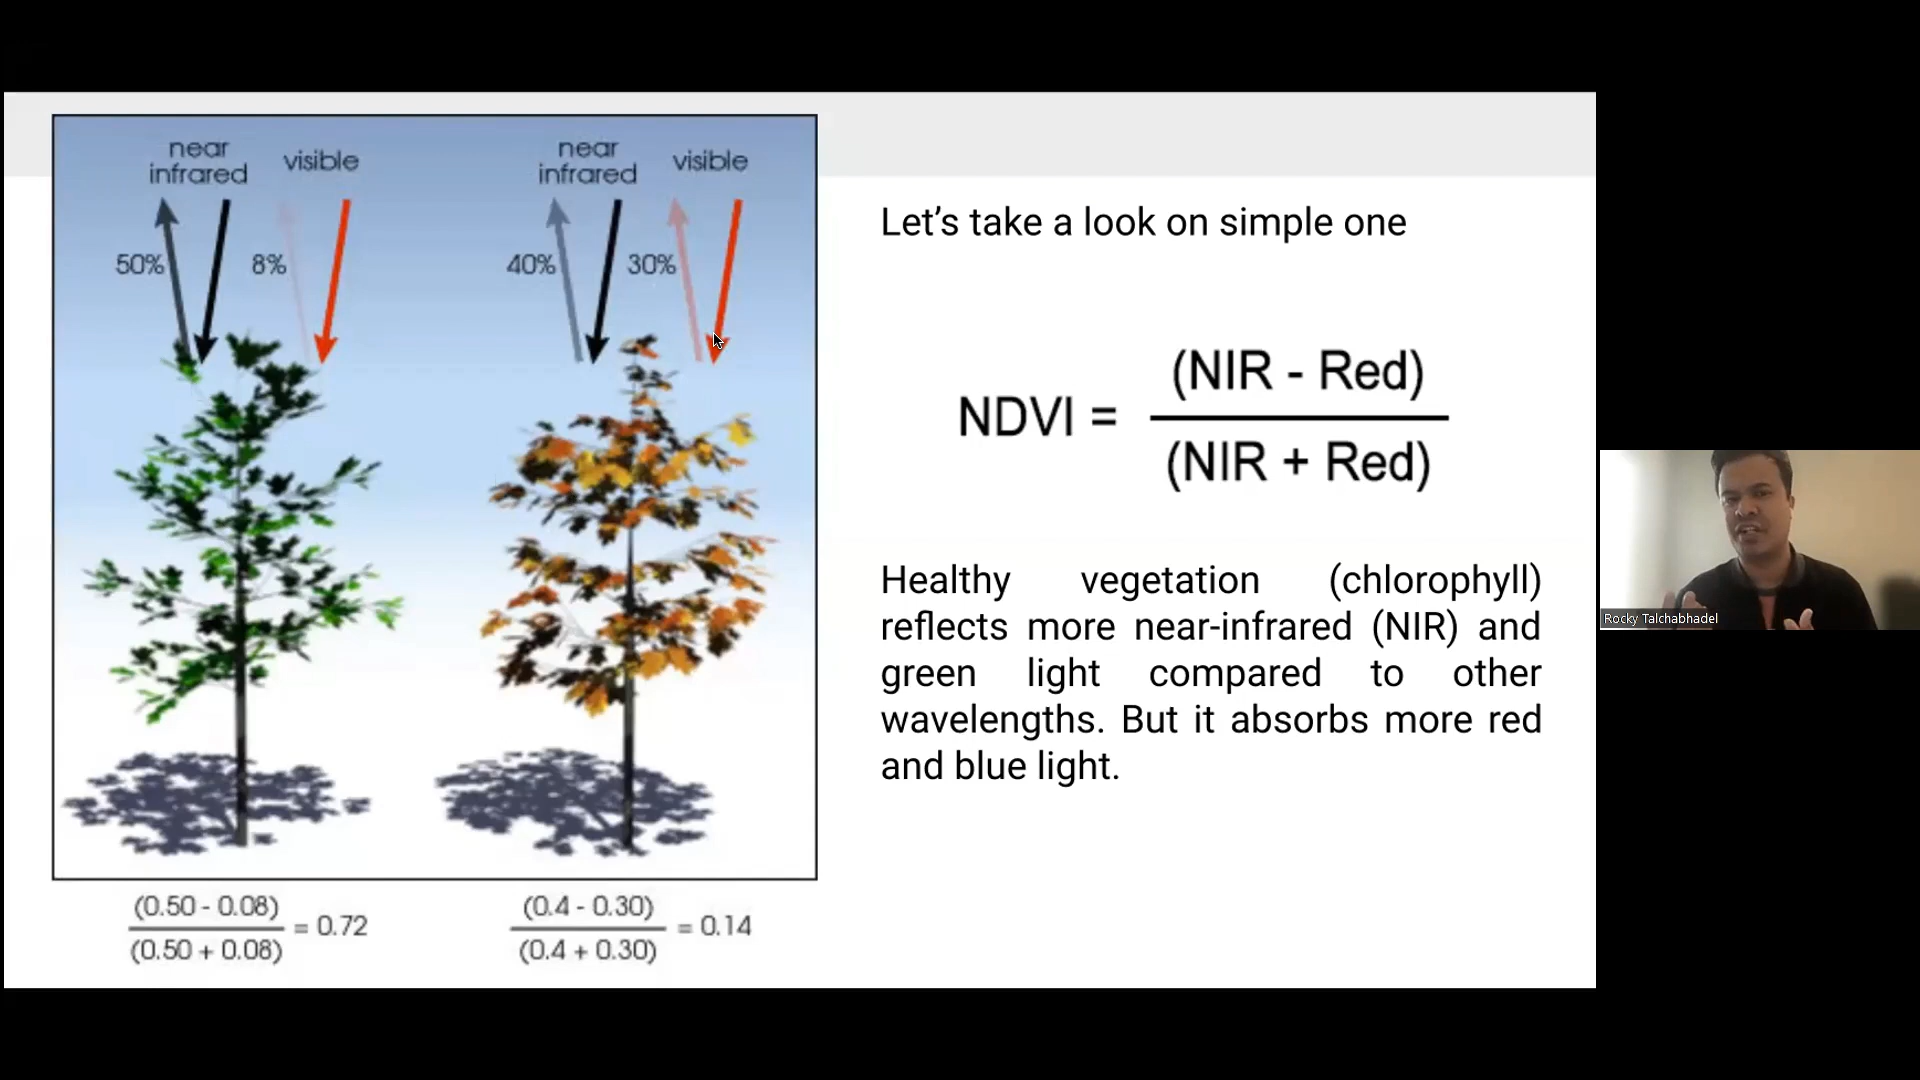 near
infrared
visible
near
infrared
visible
50%
8%
40%
30%
(0.50 - 0.08)
(0.50 + 0.08)
= 0.72
(0.4 - 0.30)
(0.4 + 0.30)
= 0.14
Let’s take a look on simple one
NDVI =
(NIR - Red)
(NIR + Red)
Healthy vegetation (chlorophyll)
reflects more near-infrared (NIR) and
green light compared to other
wavelengths. But it absorbs more red
and blue light.
Rocky Talchabhadel